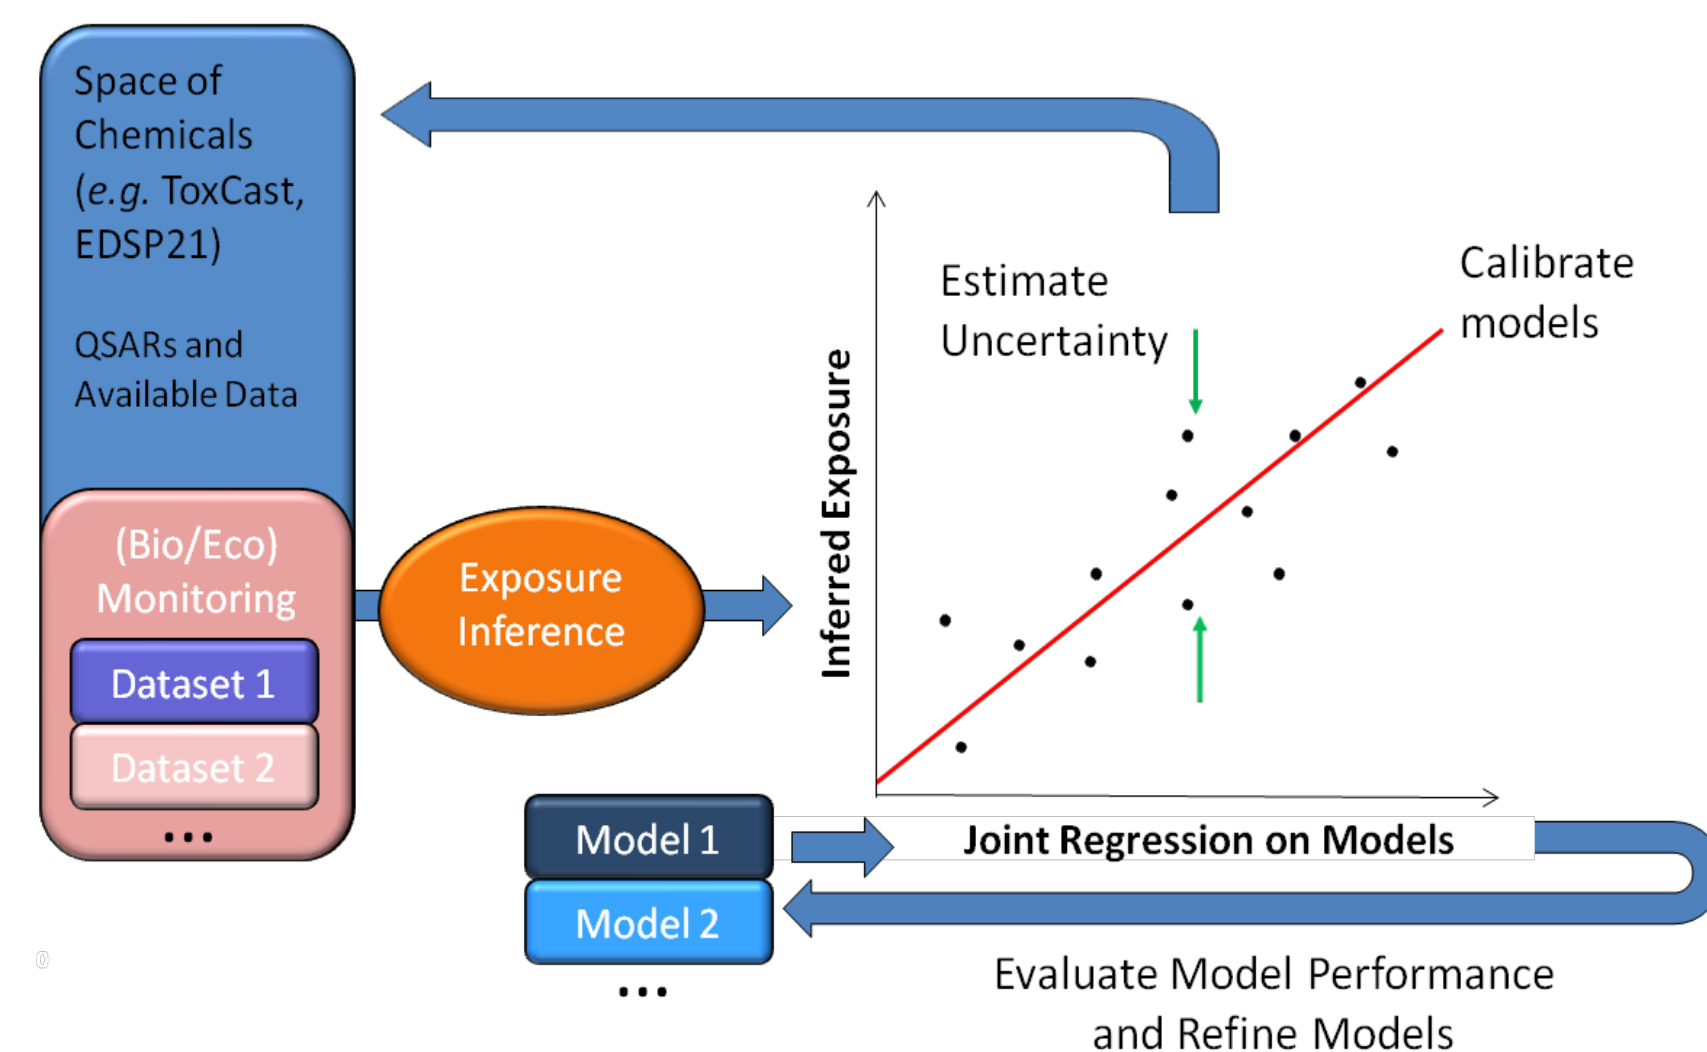 Space of
Chemicals
(e.g. ToxCast,
EDSP21)
QSARs and
Available Data
(Bio/Eco)
Monitoring
Dataset 1
Dataset 2
...
Exposure
Inference
Inferred Exposure
Estimate
Uncertainty
Calibrate
models
Joint Regression on Models
Model 1
Model 2
...
Evaluate Model Performance
and Refine Models
0